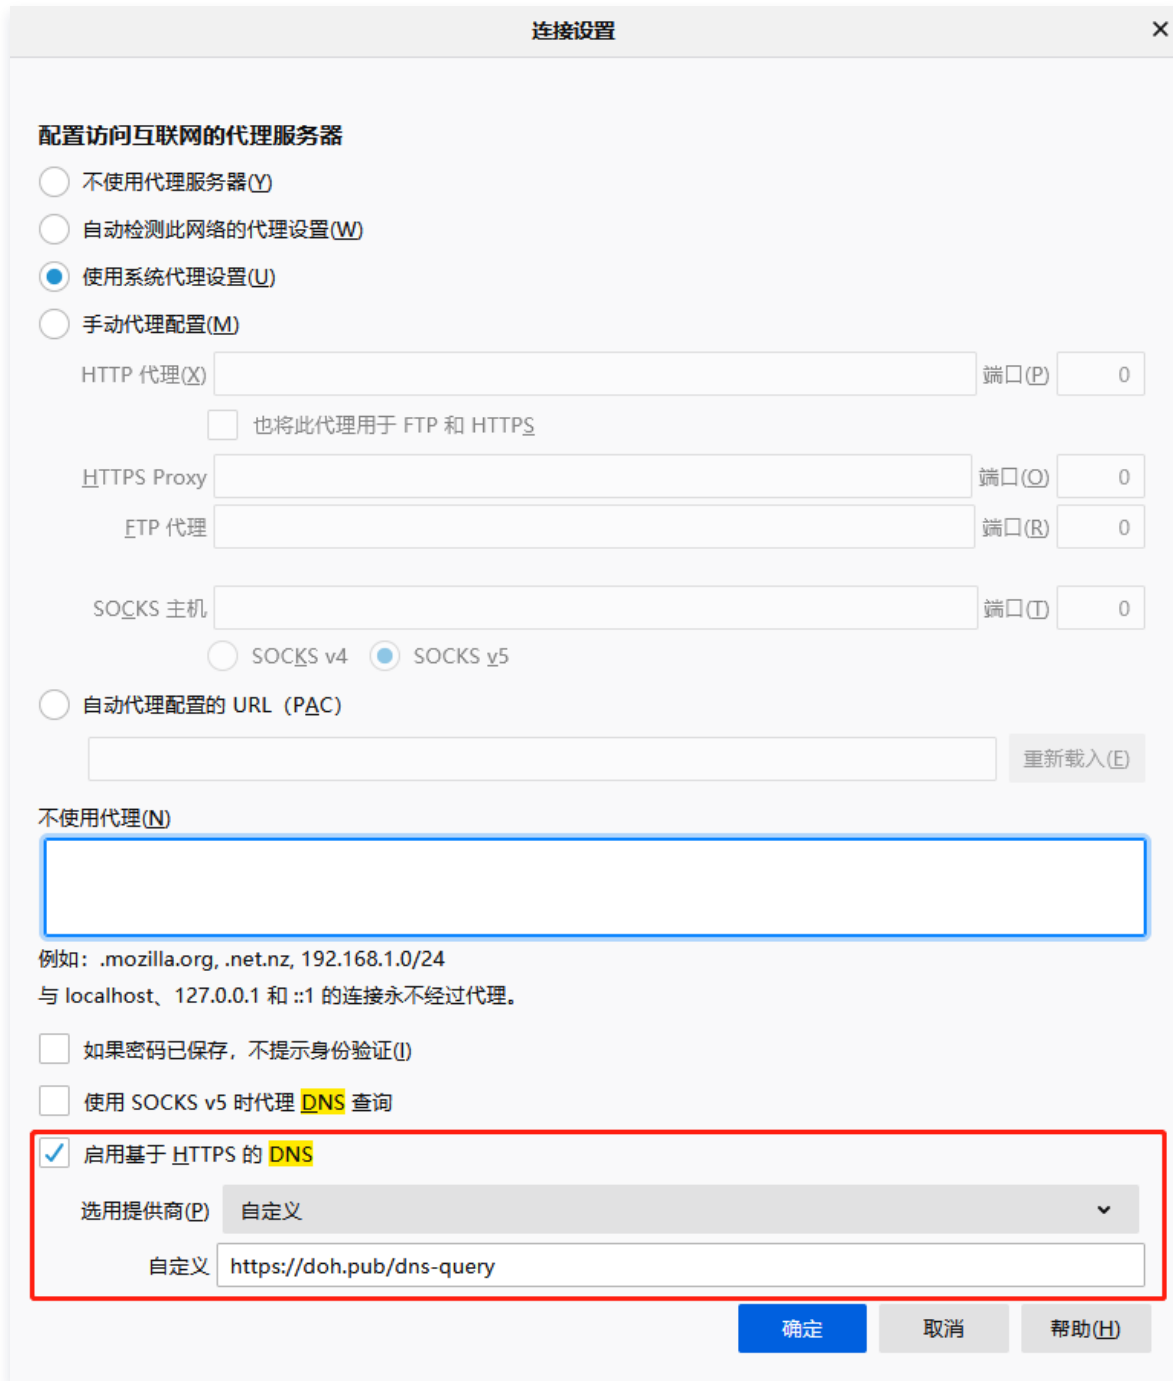 连接设置
配置访问互联网的代理服务器
不使用代理服务器(Y)
自动检测此网络的代理设置(W)
使用系统代理设置(U)
手动代理配置(M)
HTTP 代理(X) 端口(P) 0
也将此代理用于 FTP 和 HTTPS
HTTPS Proxy 端口(O) 0
FTP 代理 端口(R) 0
SOCKS 主机 端口(T) 0
SOCKS v4 SOCKS v5
自动代理配置的 URL（PAC）
重新载入(E)
不使用代理(N)
例如：.mozilla.org, .net.nz, 192.168.1.0/24
与 localhost、127.0.0.1 和 ::1 的连接永不经过代理。
如果密码已保存，不提示身份验证(I)
使用 SOCKS v5 时代理 DNS 查询
启用基于 HTTPS 的 DNS
选用提供商(P) 自定义
自定义 https://doh.pub/dns-query
确定 取消 帮助(H)